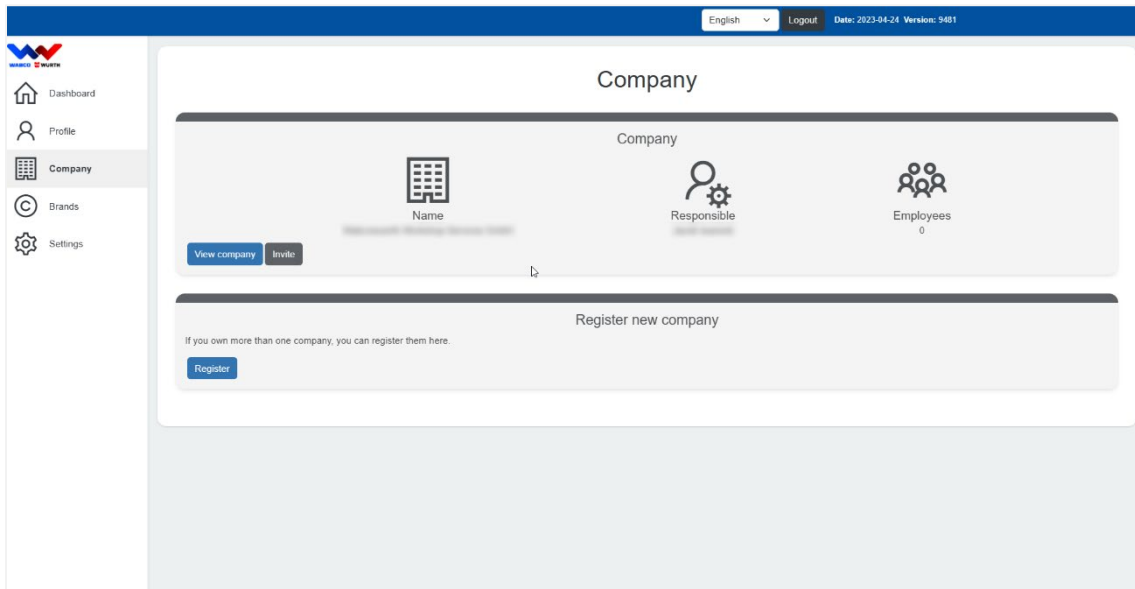 English
Logout
Date: 2023-04-24 Version: 9481
WABCO WÜRTH
Dashboard
Profile
Company
Brands
Settings
Company
Company
Name
Responsible
Employees
0
View company
Invite
Register new company
If you own more than one company, you can register them here.
Register